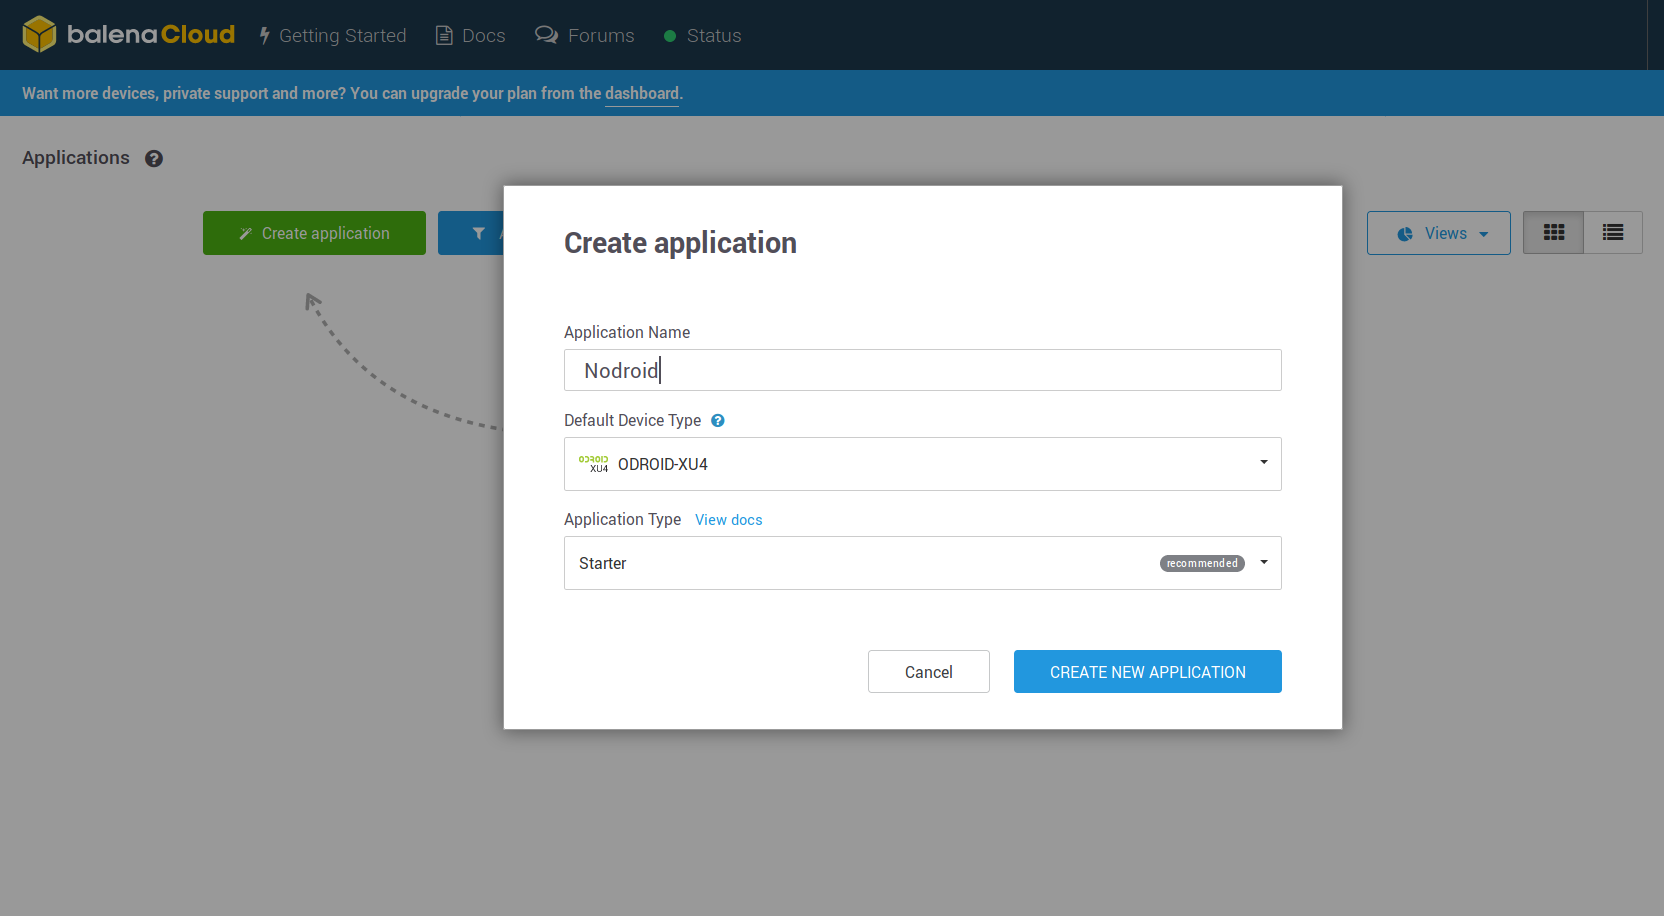 balenaCloud Getting Started Docs Forums Status
Want more devices, private support and more? You can upgrade your plan from the dashboard.
Applications ?
Create application
Views
Create application
Application Name
Nodroid
Default Device Type ?
ODROID XU4 ODROID-XU4
Application Type View docs
Starter recommended
Cancel CREATE NEW APPLICATION